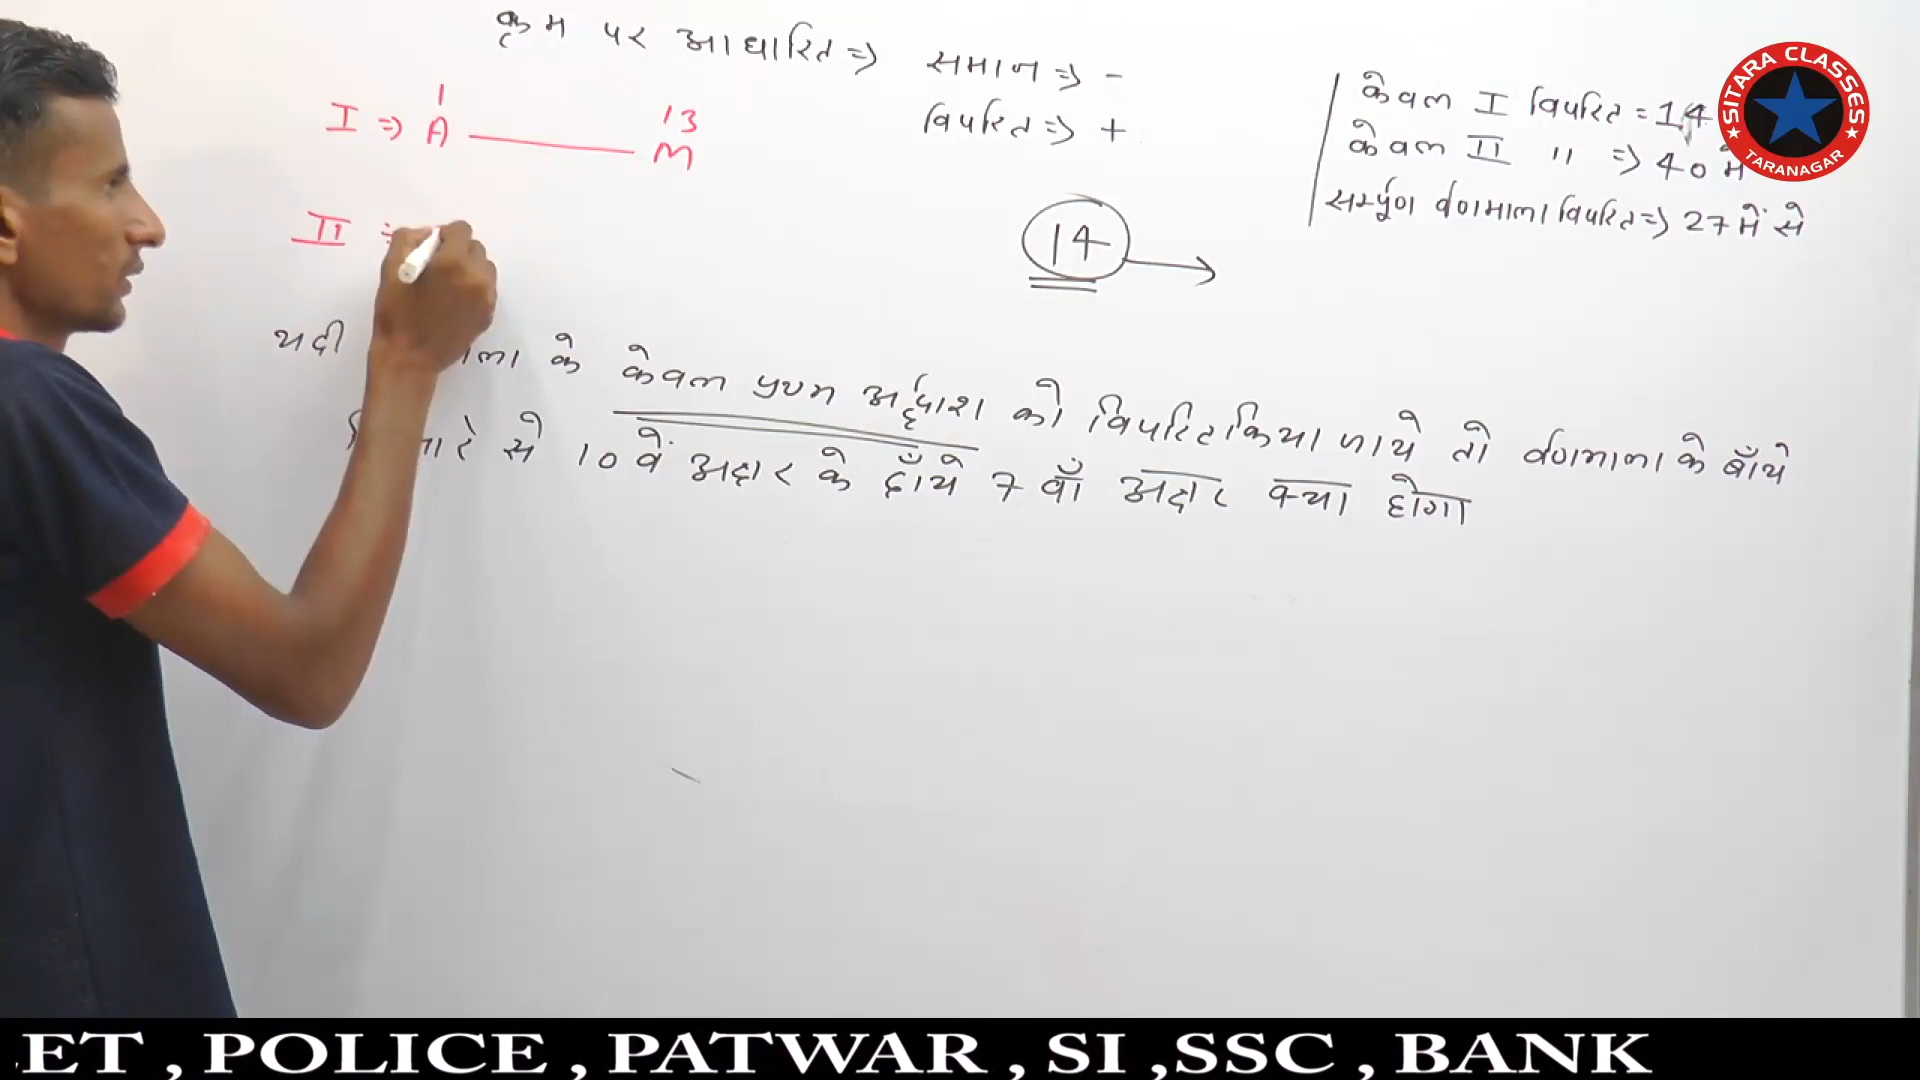 क्रम पर आधारित => समान => -
विपरित => +
I => A ——— M
1 13
II
केवल I विपरित = 14
केवल II " => 40 में
सम्पूर्ण वर्णमाला विपरित => 27 में से
14
यदी के केवल प्रथम अर्द्धाश को विपरित किया जाये तो वर्णमाला के बाँये
से 10 वें अक्षर के दाँये 7 वाँ अक्षर क्या होगा
SITARA CLASSES
TARANAGAR
ET , POLICE , PATWAR , SI ,SSC , BANK